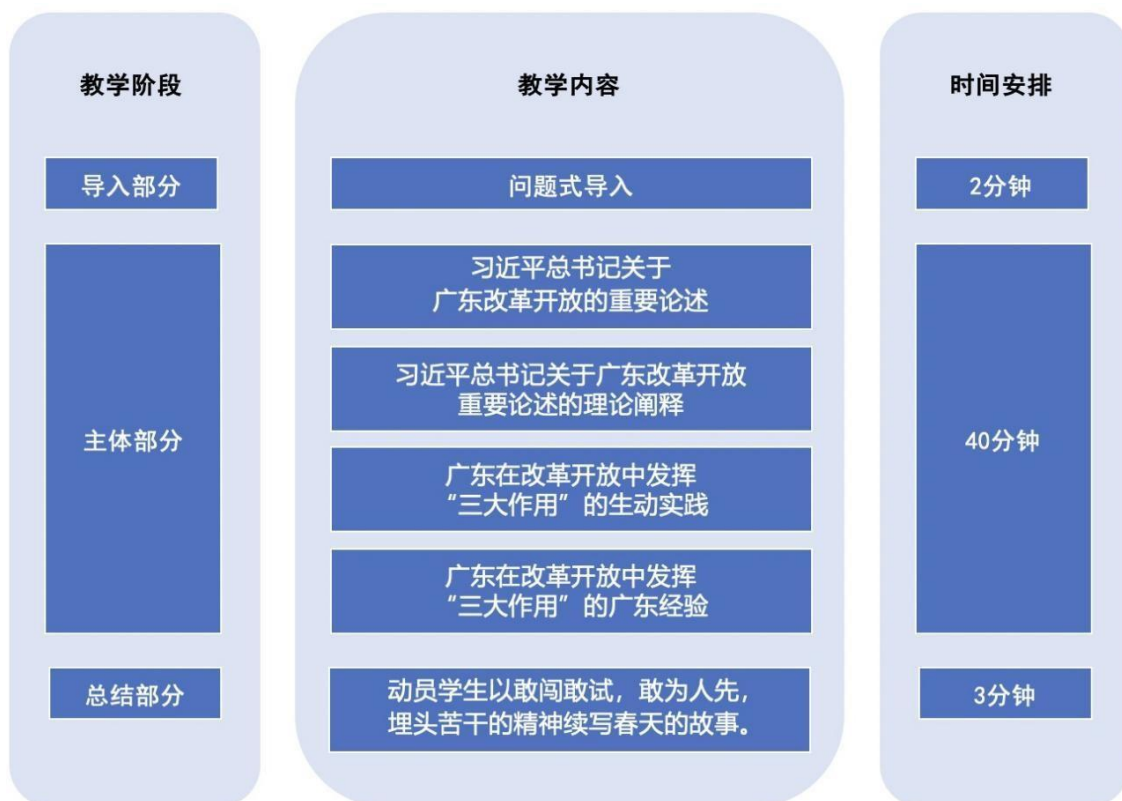 教学阶段
教学内容
时间安排
导入部分
问题式导入
2分钟
主体部分
习近平总书记关于
广东改革开放的重要论述
习近平总书记关于广东改革开放
重要论述的理论阐释
广东在改革开放中发挥
“三大作用”的生动实践
广东在改革开放中发挥
“三大作用”的广东经验
40分钟
总结部分
动员学生以敢闯敢试，敢为人先，
埋头苦干的精神续写春天的故事。
3分钟